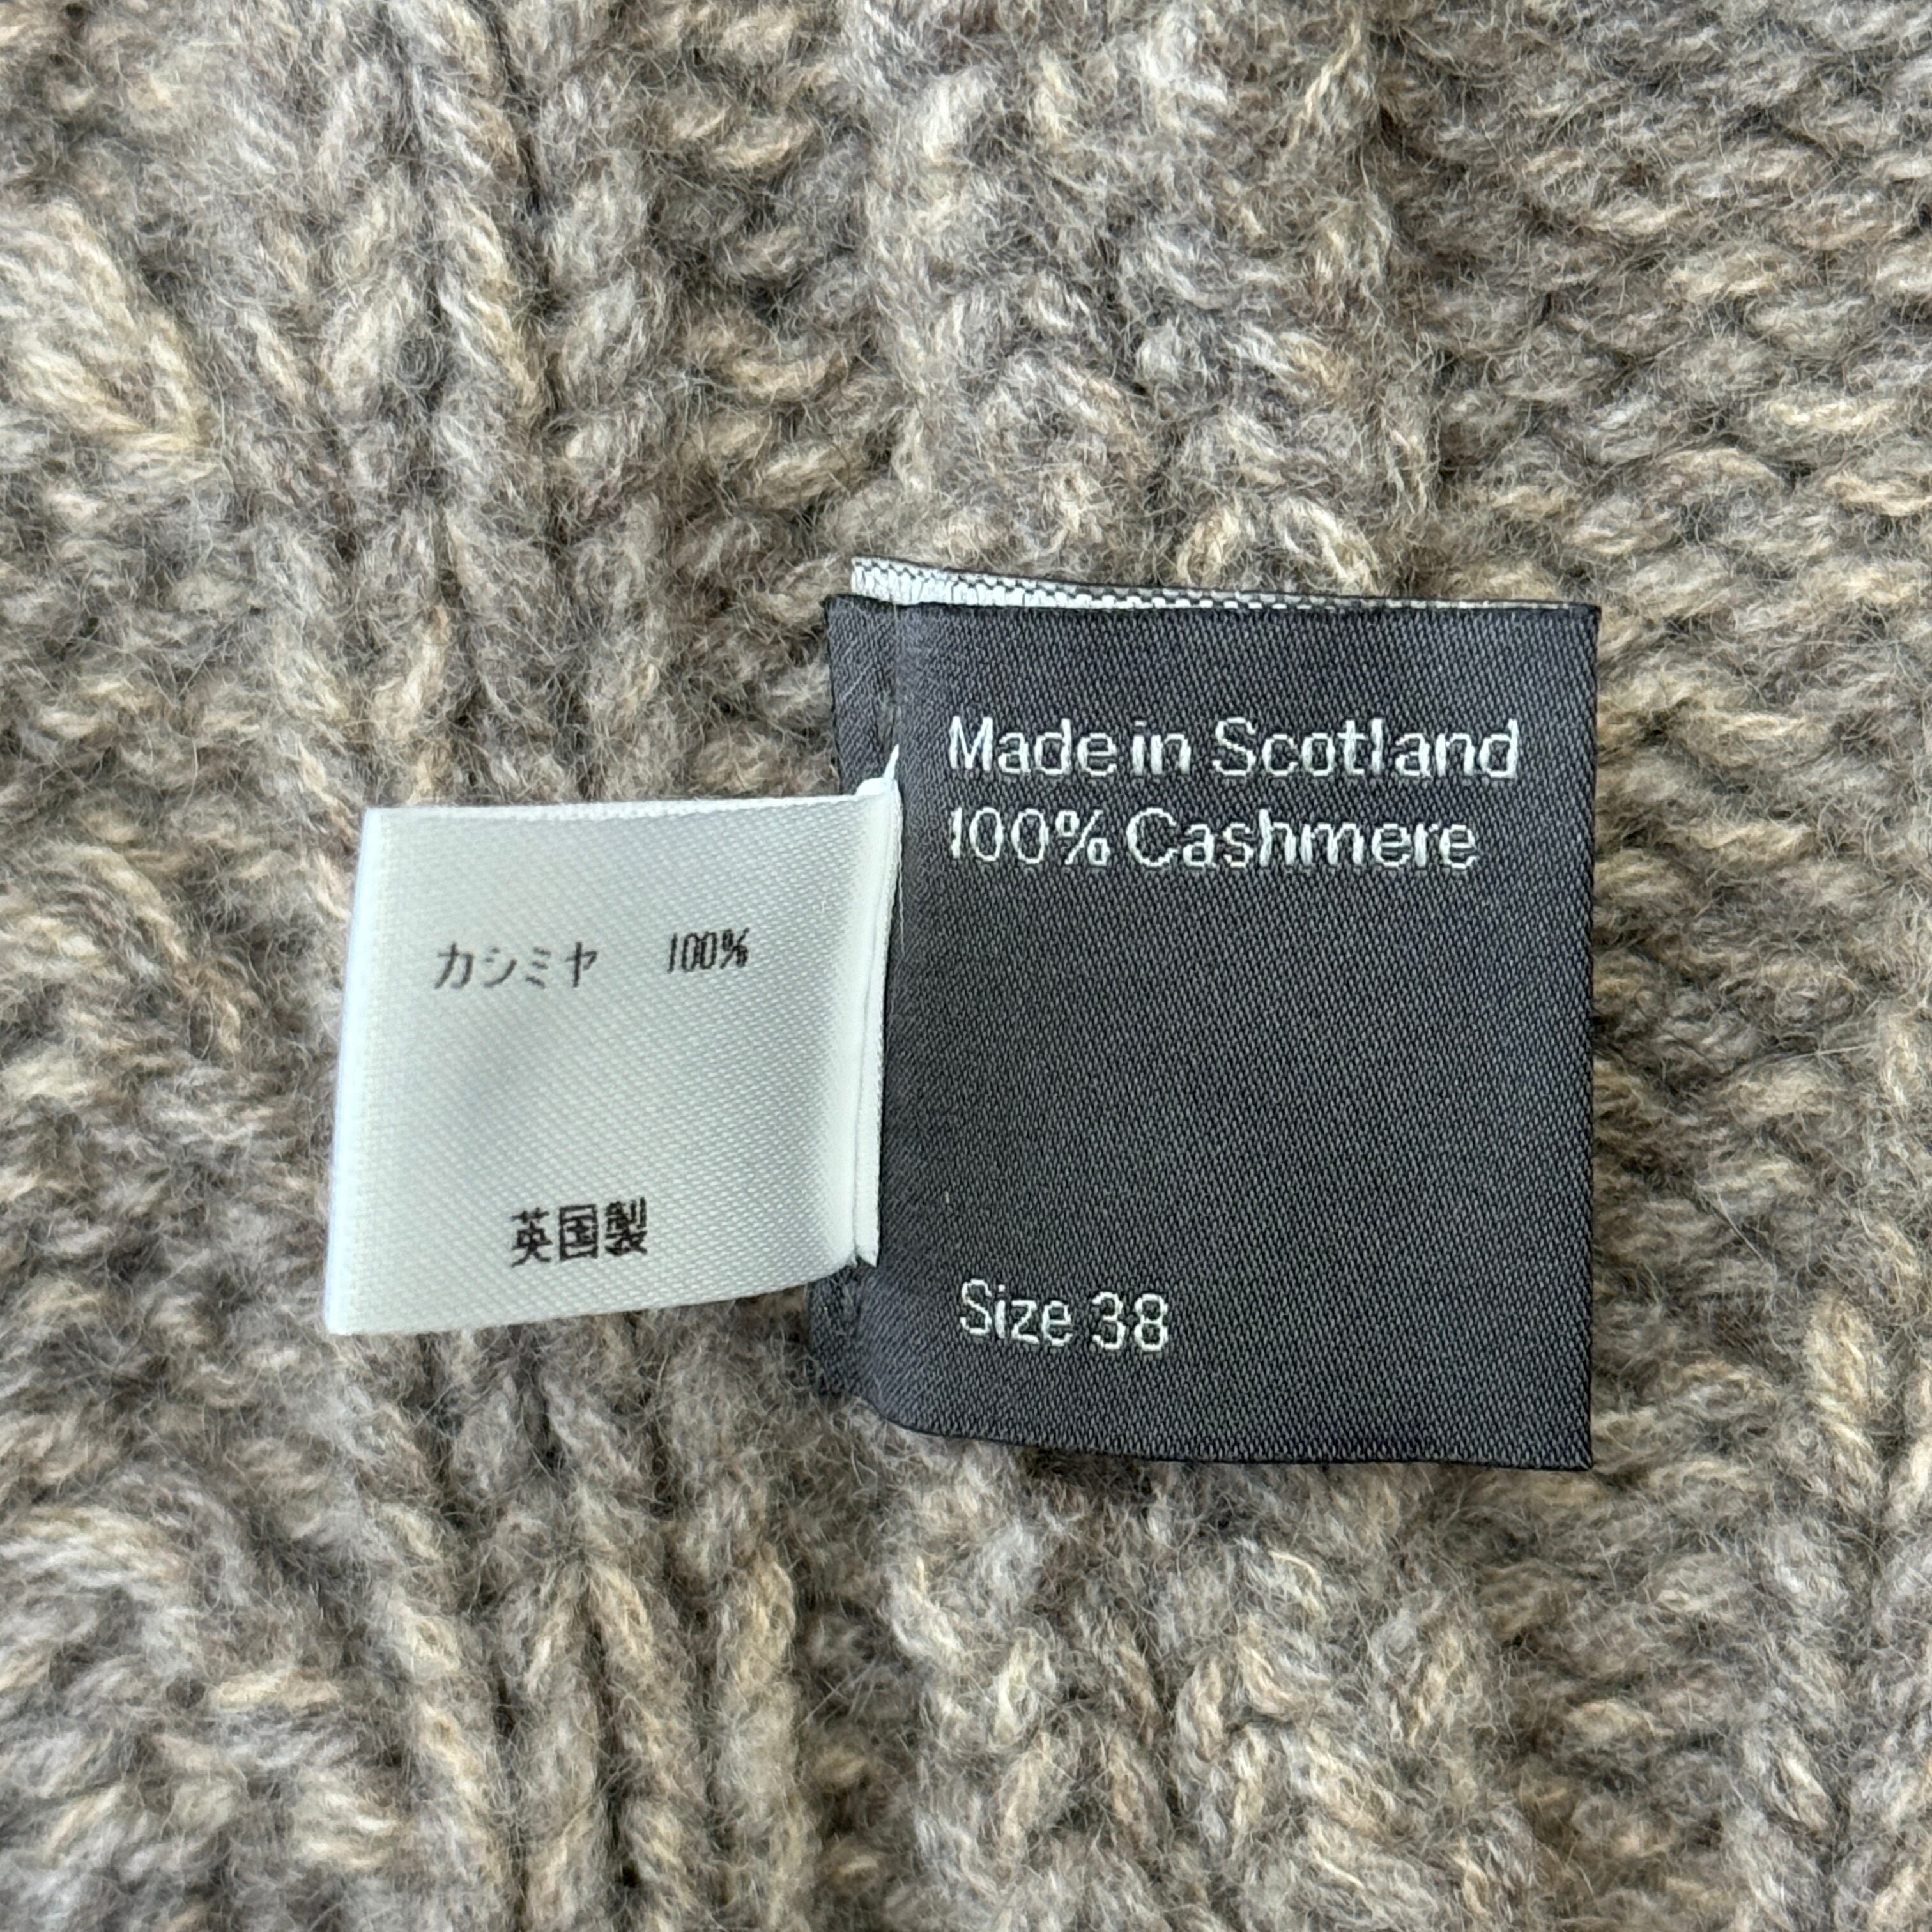 カシミヤ 100%
英国製
Made in Scotland
100% Cashmere
Size 38